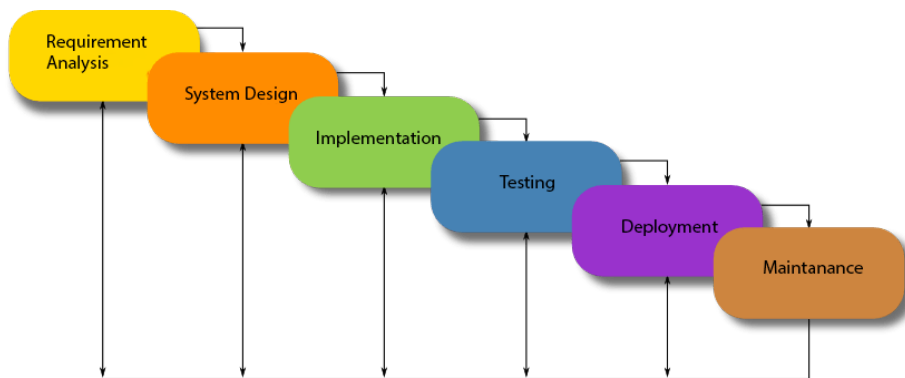 Requirement
Analysis
System Design
Implementation
Testing
Deployment
Maintanance